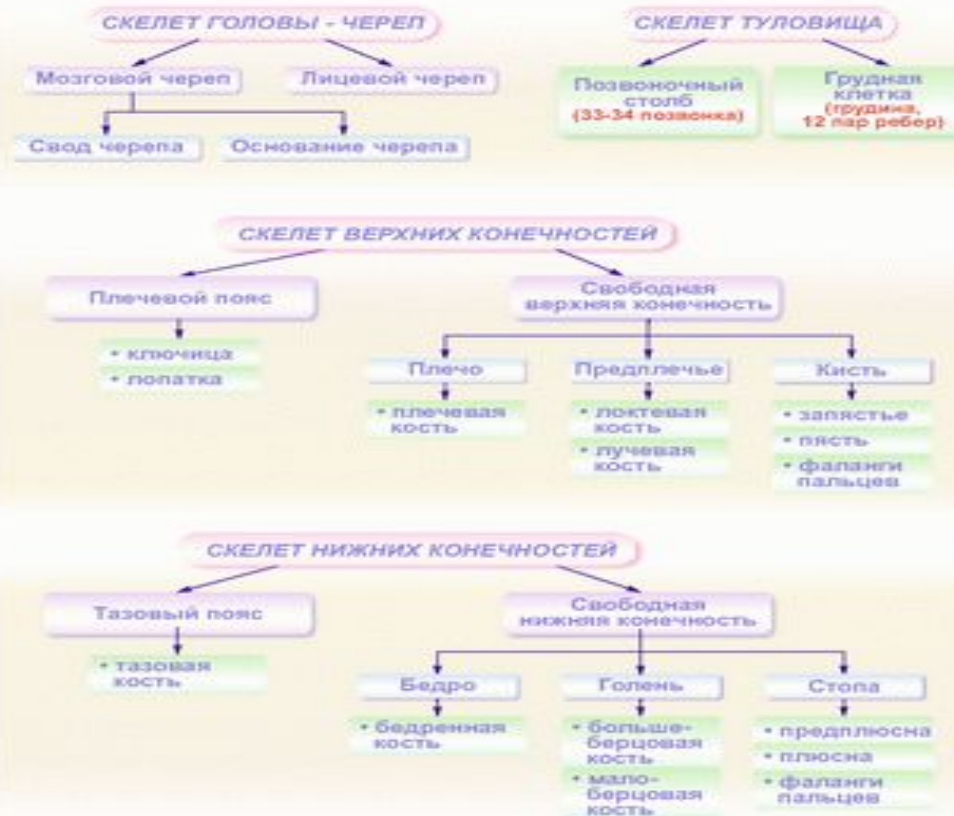 СКЕЛЕТ ГОЛОВЫ - ЧЕРЕП
Мозговой череп
Лицевой череп
Свод черепа
Основание черепа
СКЕЛЕТ ТУЛОВИЩА
Позвоночный
столб
(33-34 позвонка)
Грудная
клетка
(грудина,
12 пар ребер)
СКЕЛЕТ ВЕРХНИХ КОНЕЧНОСТЕЙ
Плечевой пояс
• ключица
• лопатка
Свободная
верхняя конечность
Плечо
• плечевая
кость
Предплечье
• локтевая
кость
• лучевая
кость
Кисть
• запястье
• пясть
• фаланги
пальцев
СКЕЛЕТ НИЖНИХ КОНЕЧНОСТЕЙ
Тазовый пояс
• тазовая
кость
Свободная
нижняя конечность
Бедро
• бедренная
кость
Голень
• больше-
берцовая
кость
• мало-
берцовая
кость
Стопа
• предплюсна
• плюсна
• фаланги
пальцев